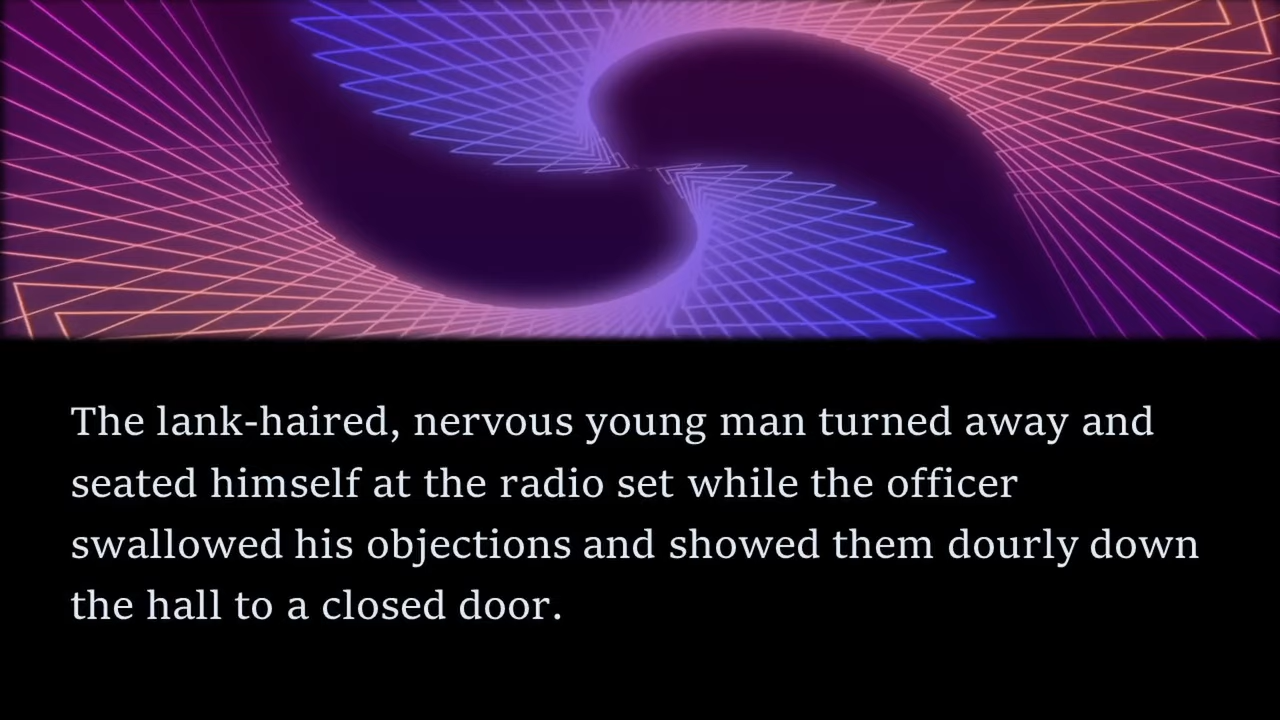 The lank-haired, nervous young man turned away and
seated himself at the radio set while the officer
swallowed his objections and showed them dourly down
the hall to a closed door.